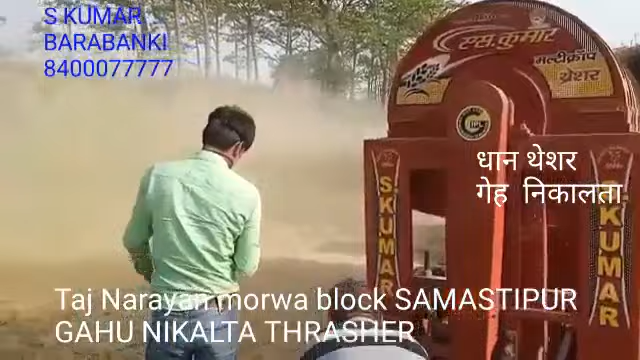 S KUMAR
BARABANKI
8400077777
एस.कुमार
मल्टीक्रॉप
थ्रेशर
धान थेशर
गेह निकालता
S KUMAR
S KUMAR
Taj Narayan morwa block SAMASTIPUR
GAHU NIKALTA THRASHER